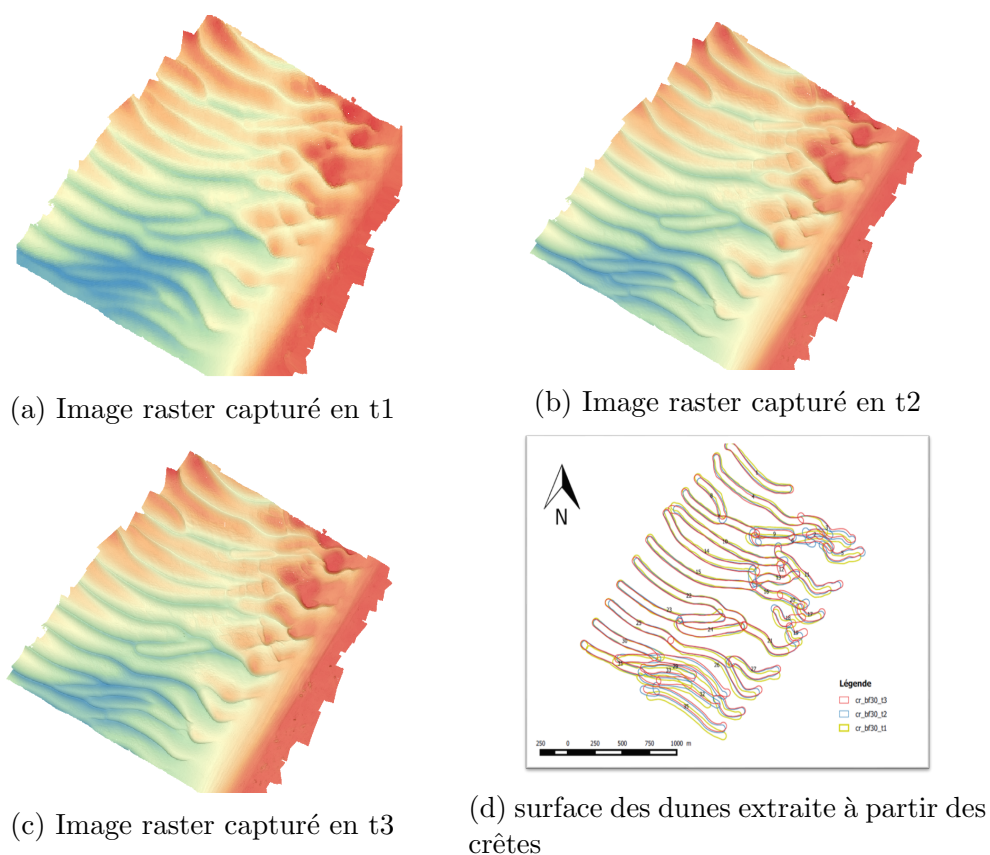 (a) Image raster capturé en t1
(b) Image raster capturé en t2
N
Légende
cr_bf30_t3
cr_bf30_t2
cr_bf30_t1
250 0 250 500 750 1000 m
(c) Image raster capturé en t3
(d) surface des dunes extraite à partir des
crêtes